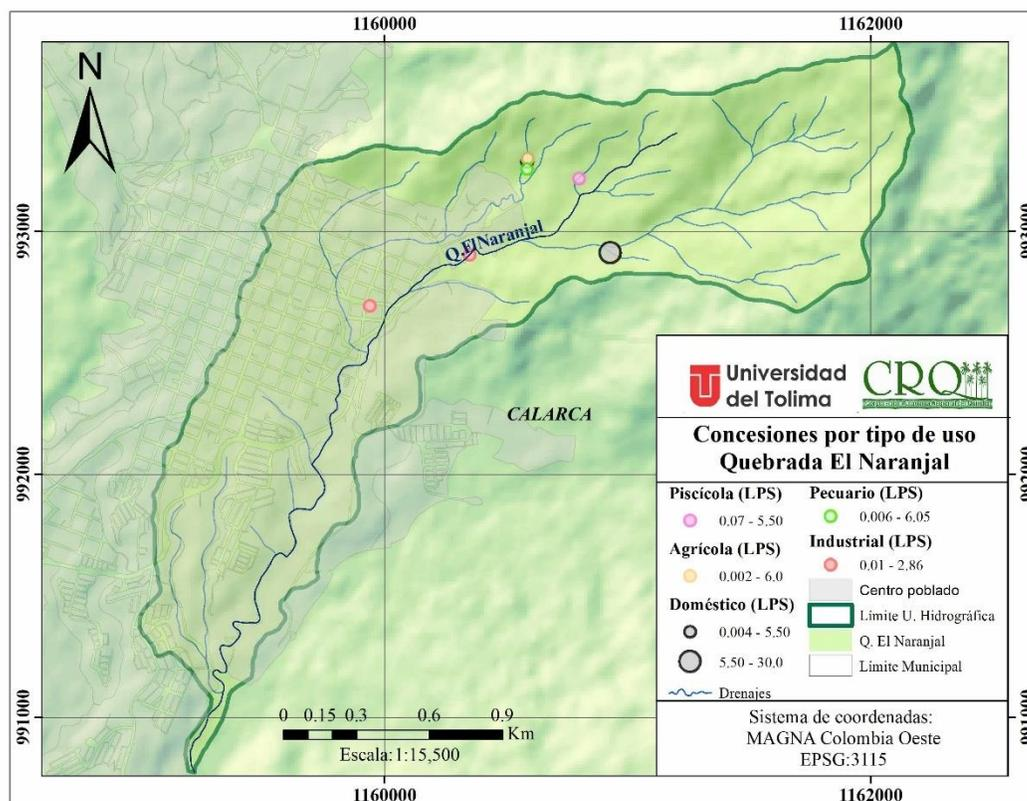 1160000
1162000
N
993000
993000
Q.El Naranjal
CALARCA
Universidad
del Tolima
CRQ
Concesiones por tipo de uso
Quebrada El Naranjal
Piscícola (LPS)
0.07 - 5,50
Agrícola (LPS)
0.002 - 6.0
Doméstico (LPS)
0.004 - 5.50
5.50 - 30.0
Drenajes
Pecuario (LPS)
0.006 - 6.05
Industrial (LPS)
0.01 - 2,86
Centro poblado
Límite U. Hidrográfica
Q. El Naranjal
Límite Municipal
992000
991000
0 0.15 0.3 0.6 0.9
Km
Escala:1:15,500
Sistema de coordenadas:
MAGNA Colombia Oeste
EPSG:3115
1160000
1162000